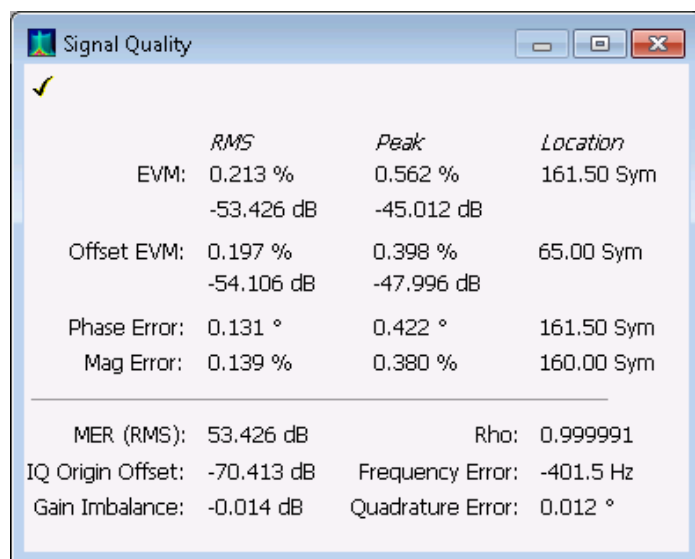 Signal Quality
RMS Peak Location
EVM: 0.213 % 0.562 % 161.50 Sym
-53.426 dB -45.012 dB
Offset EVM: 0.197 % 0.398 % 65.00 Sym
-54.106 dB -47.996 dB
Phase Error: 0.131 ° 0.422 ° 161.50 Sym
Mag Error: 0.139 % 0.380 % 160.00 Sym
MER (RMS): 53.426 dB Rho: 0.999991
IQ Origin Offset: -70.413 dB Frequency Error: -401.5 Hz
Gain Imbalance: -0.014 dB Quadrature Error: 0.012 °